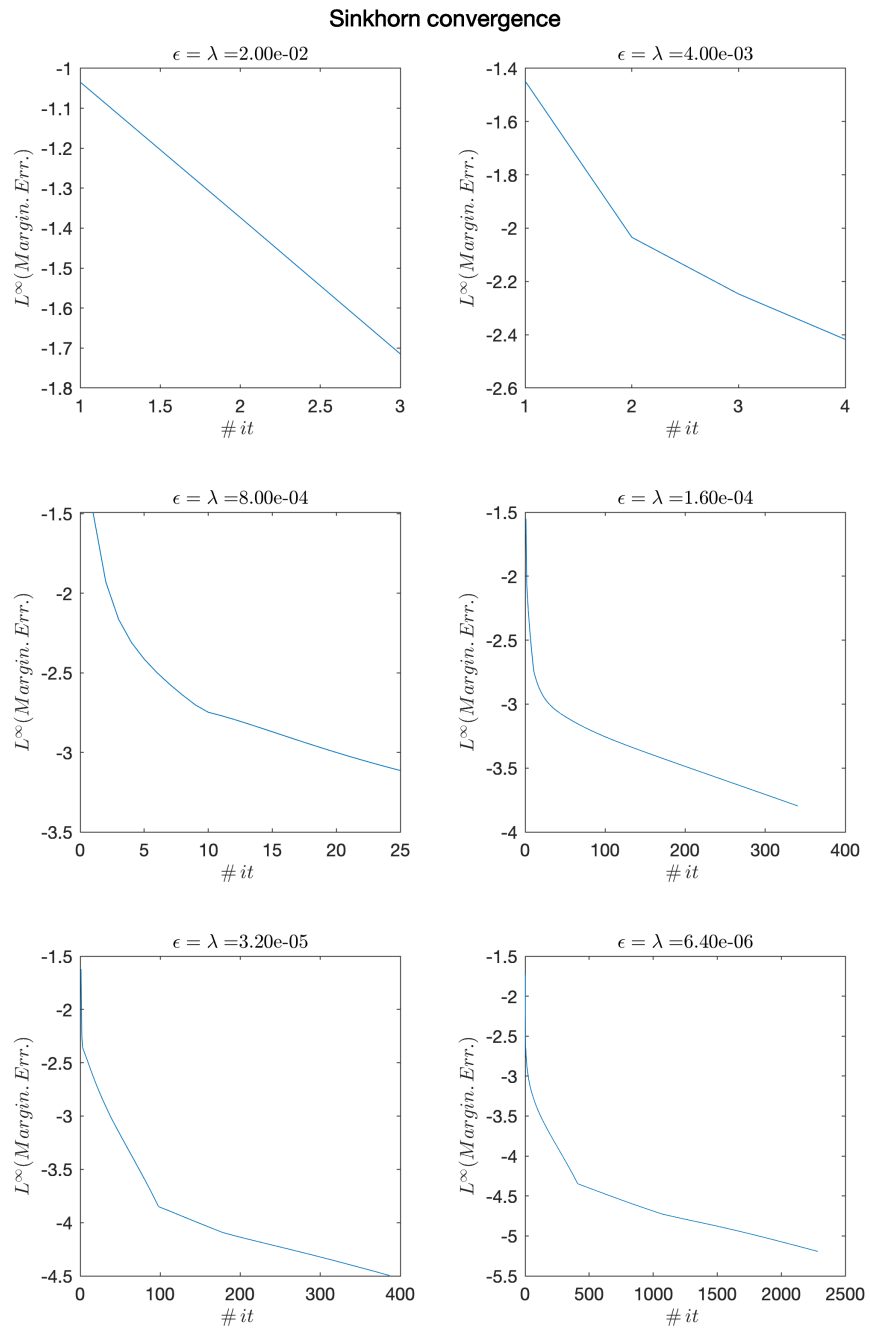 Sinkhorn convergence
ϵ = λ =2.00e-02
-1
-1.1
-1.2
-1.3
-1.4
-1.5
-1.6
-1.7
-1.8
L∞(Margin. Err.)
1 1.5 2 2.5 3
# it
ϵ = λ =4.00e-03
-1.4
-1.6
-1.8
-2
-2.2
-2.4
-2.6
L∞(Margin. Err.)
1 2 3 4
# it
ϵ = λ =8.00e-04
-1.5
-2
-2.5
-3
-3.5
L∞(Margin. Err.)
0 5 10 15 20 25
# it
ϵ = λ =1.60e-04
-1.5
-2
-2.5
-3
-3.5
-4
L∞(Margin. Err.)
0 100 200 300 400
# it
ϵ = λ =3.20e-05
-1.5
-2
-2.5
-3
-3.5
-4
-4.5
L∞(Margin. Err.)
0 100 200 300 400
# it
ϵ = λ =6.40e-06
-1.5
-2
-2.5
-3
-3.5
-4
-4.5
-5
-5.5
L∞(Margin. Err.)
0 500 1000 1500 2000 2500
# it